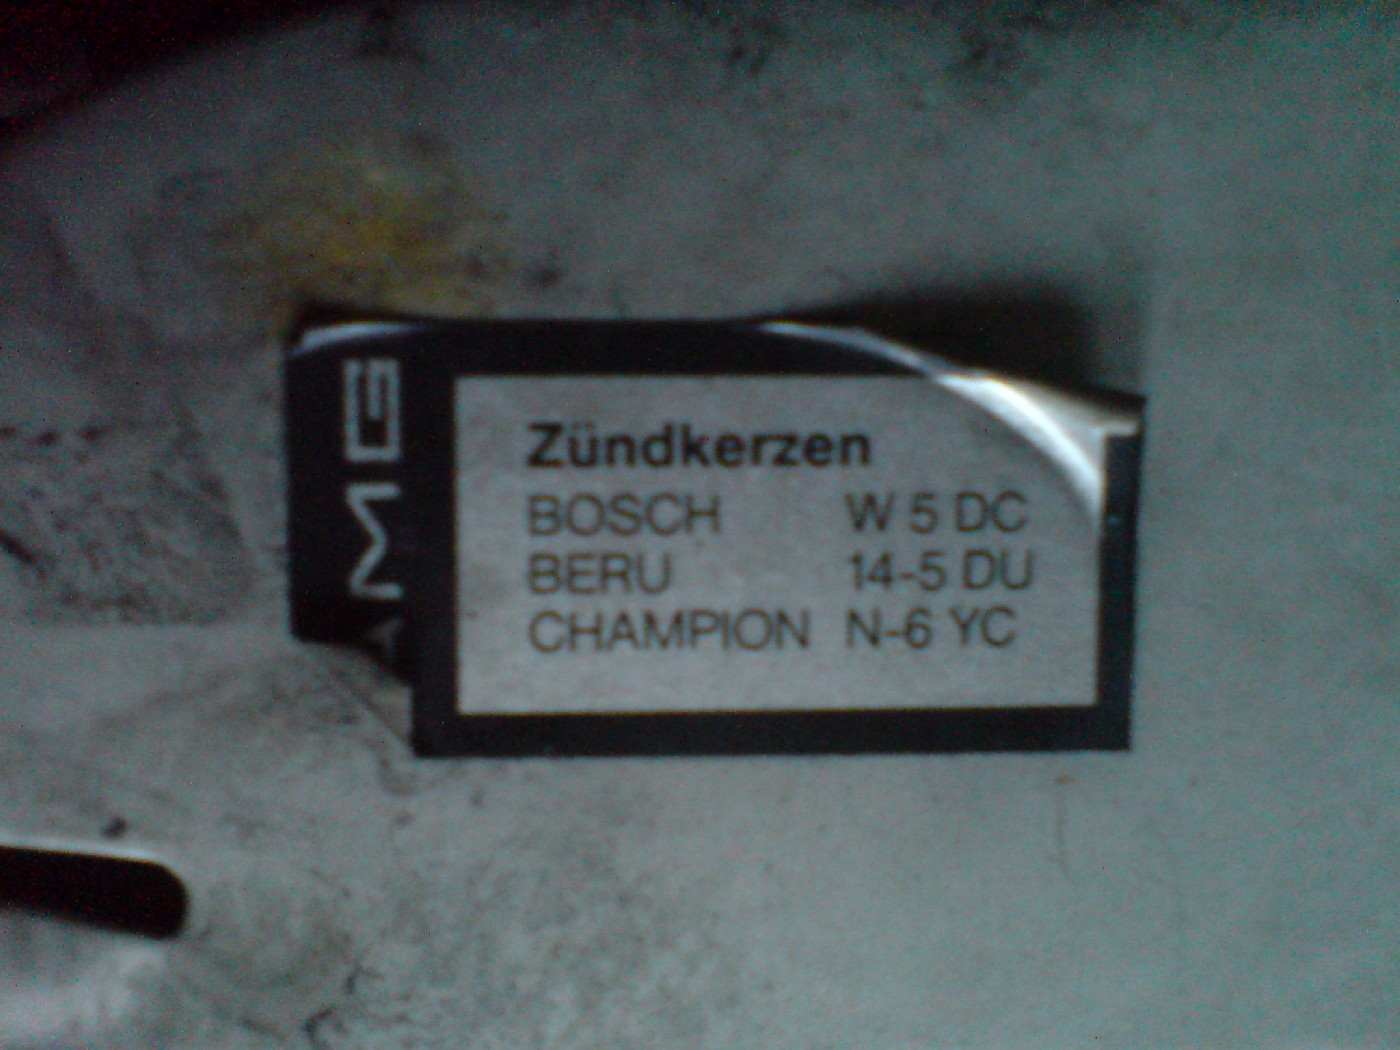 AMG
Zündkerzen
BOSCH W 5 DC
BERU 14-5 DU
CHAMPION N-6 YC